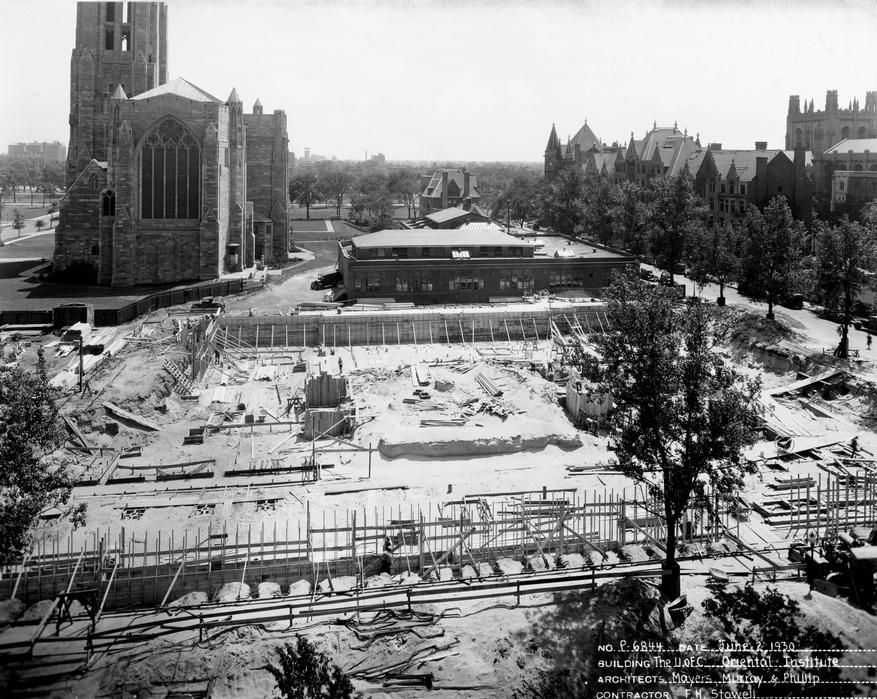 NO. P-6844 DATE June 2, 1930
BUILDING The U. of C. Oriental Institute
ARCHITECTS Mayers Murray & Phillip
CONTRACTOR F.H. Stowell